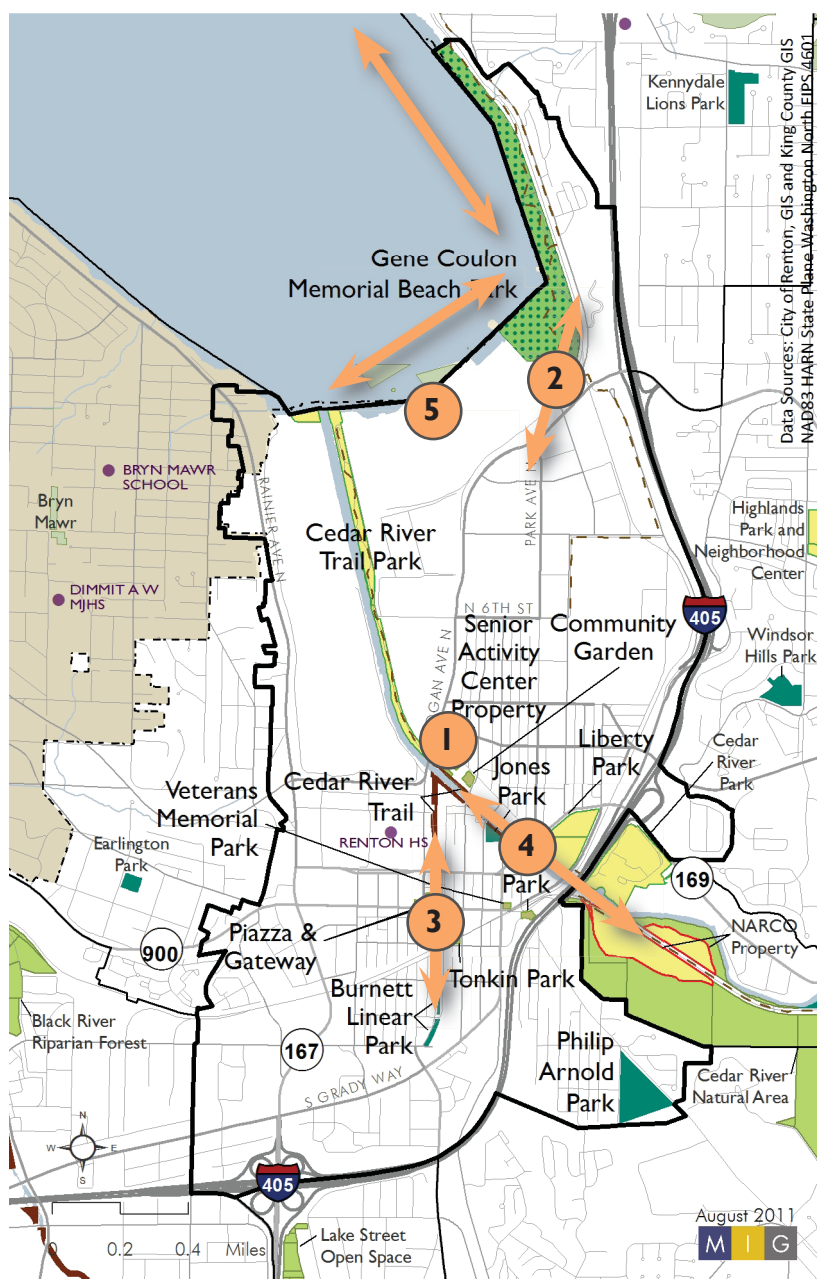 Data Sources: City of Renton, GIS and King County GIS
NAD83 HARN State Plane Washington North FIPS 4601
Kennydale
Lions Park
Gene Coulon
Memorial Beach Park
2
5
BRYN MAWR
SCHOOL
Bryn
Mawr
RAINIER AVE N
PARK AVE N
Cedar River
Trail Park
Highlands
Park and
Neighborhood
Center
DIMMIT A W
MJHS
N 6TH ST
405
Senior
Activity
Center
Property
Community
Garden
Windsor
Hills Park
GAN AVE N
1
Liberty
Park
Cedar
River
Park
Jones
Park
Cedar River
Trail
Veterans
Memorial
Park
RENTON HS
4
Earlington
Park
Park
169
3
NARCO
Property
Piazza &
Gateway
900
Tonkin Park
Burnett
Linear
Park
Black River
Riparian Forest
167
Philip
Arnold
Park
S GRADY WAY
Cedar River
Natural Area
N
W E
S
405
August 2011
MIG
0 0.2 0.4 Miles
Lake Street
Open Space